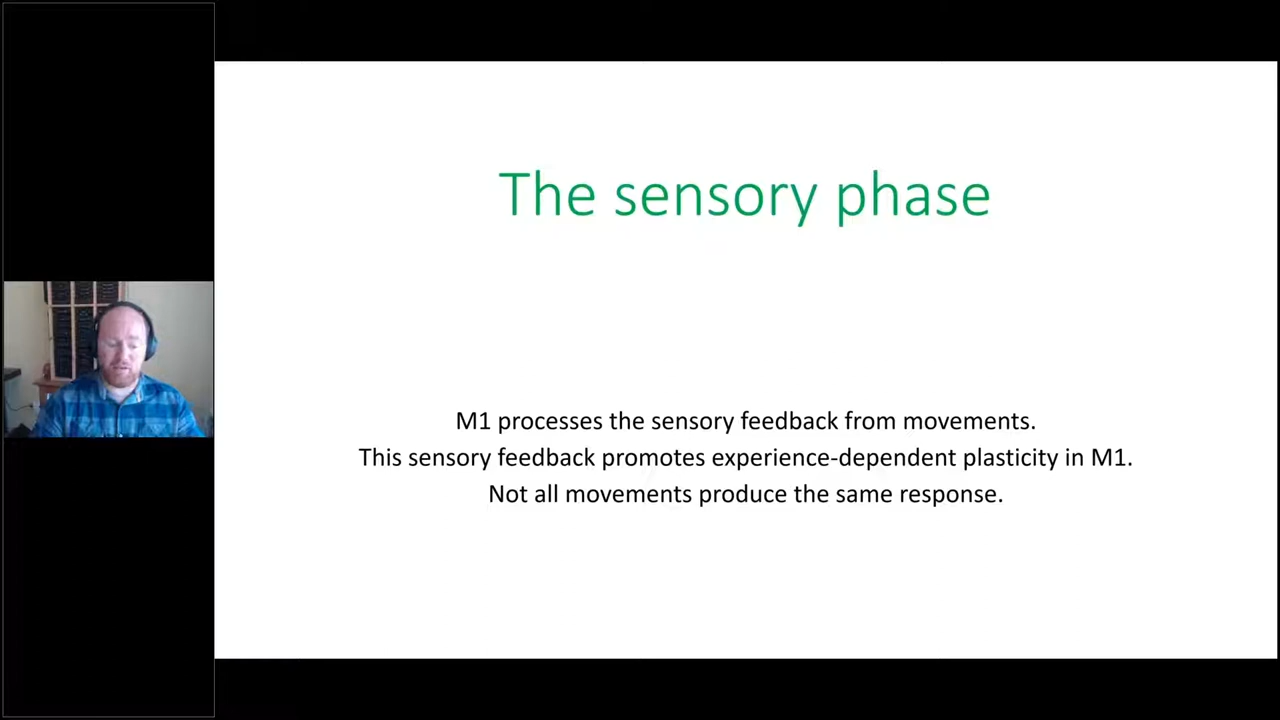 The sensory phase
M1 processes the sensory feedback from movements.
This sensory feedback promotes experience-dependent plasticity in M1.
Not all movements produce the same response.